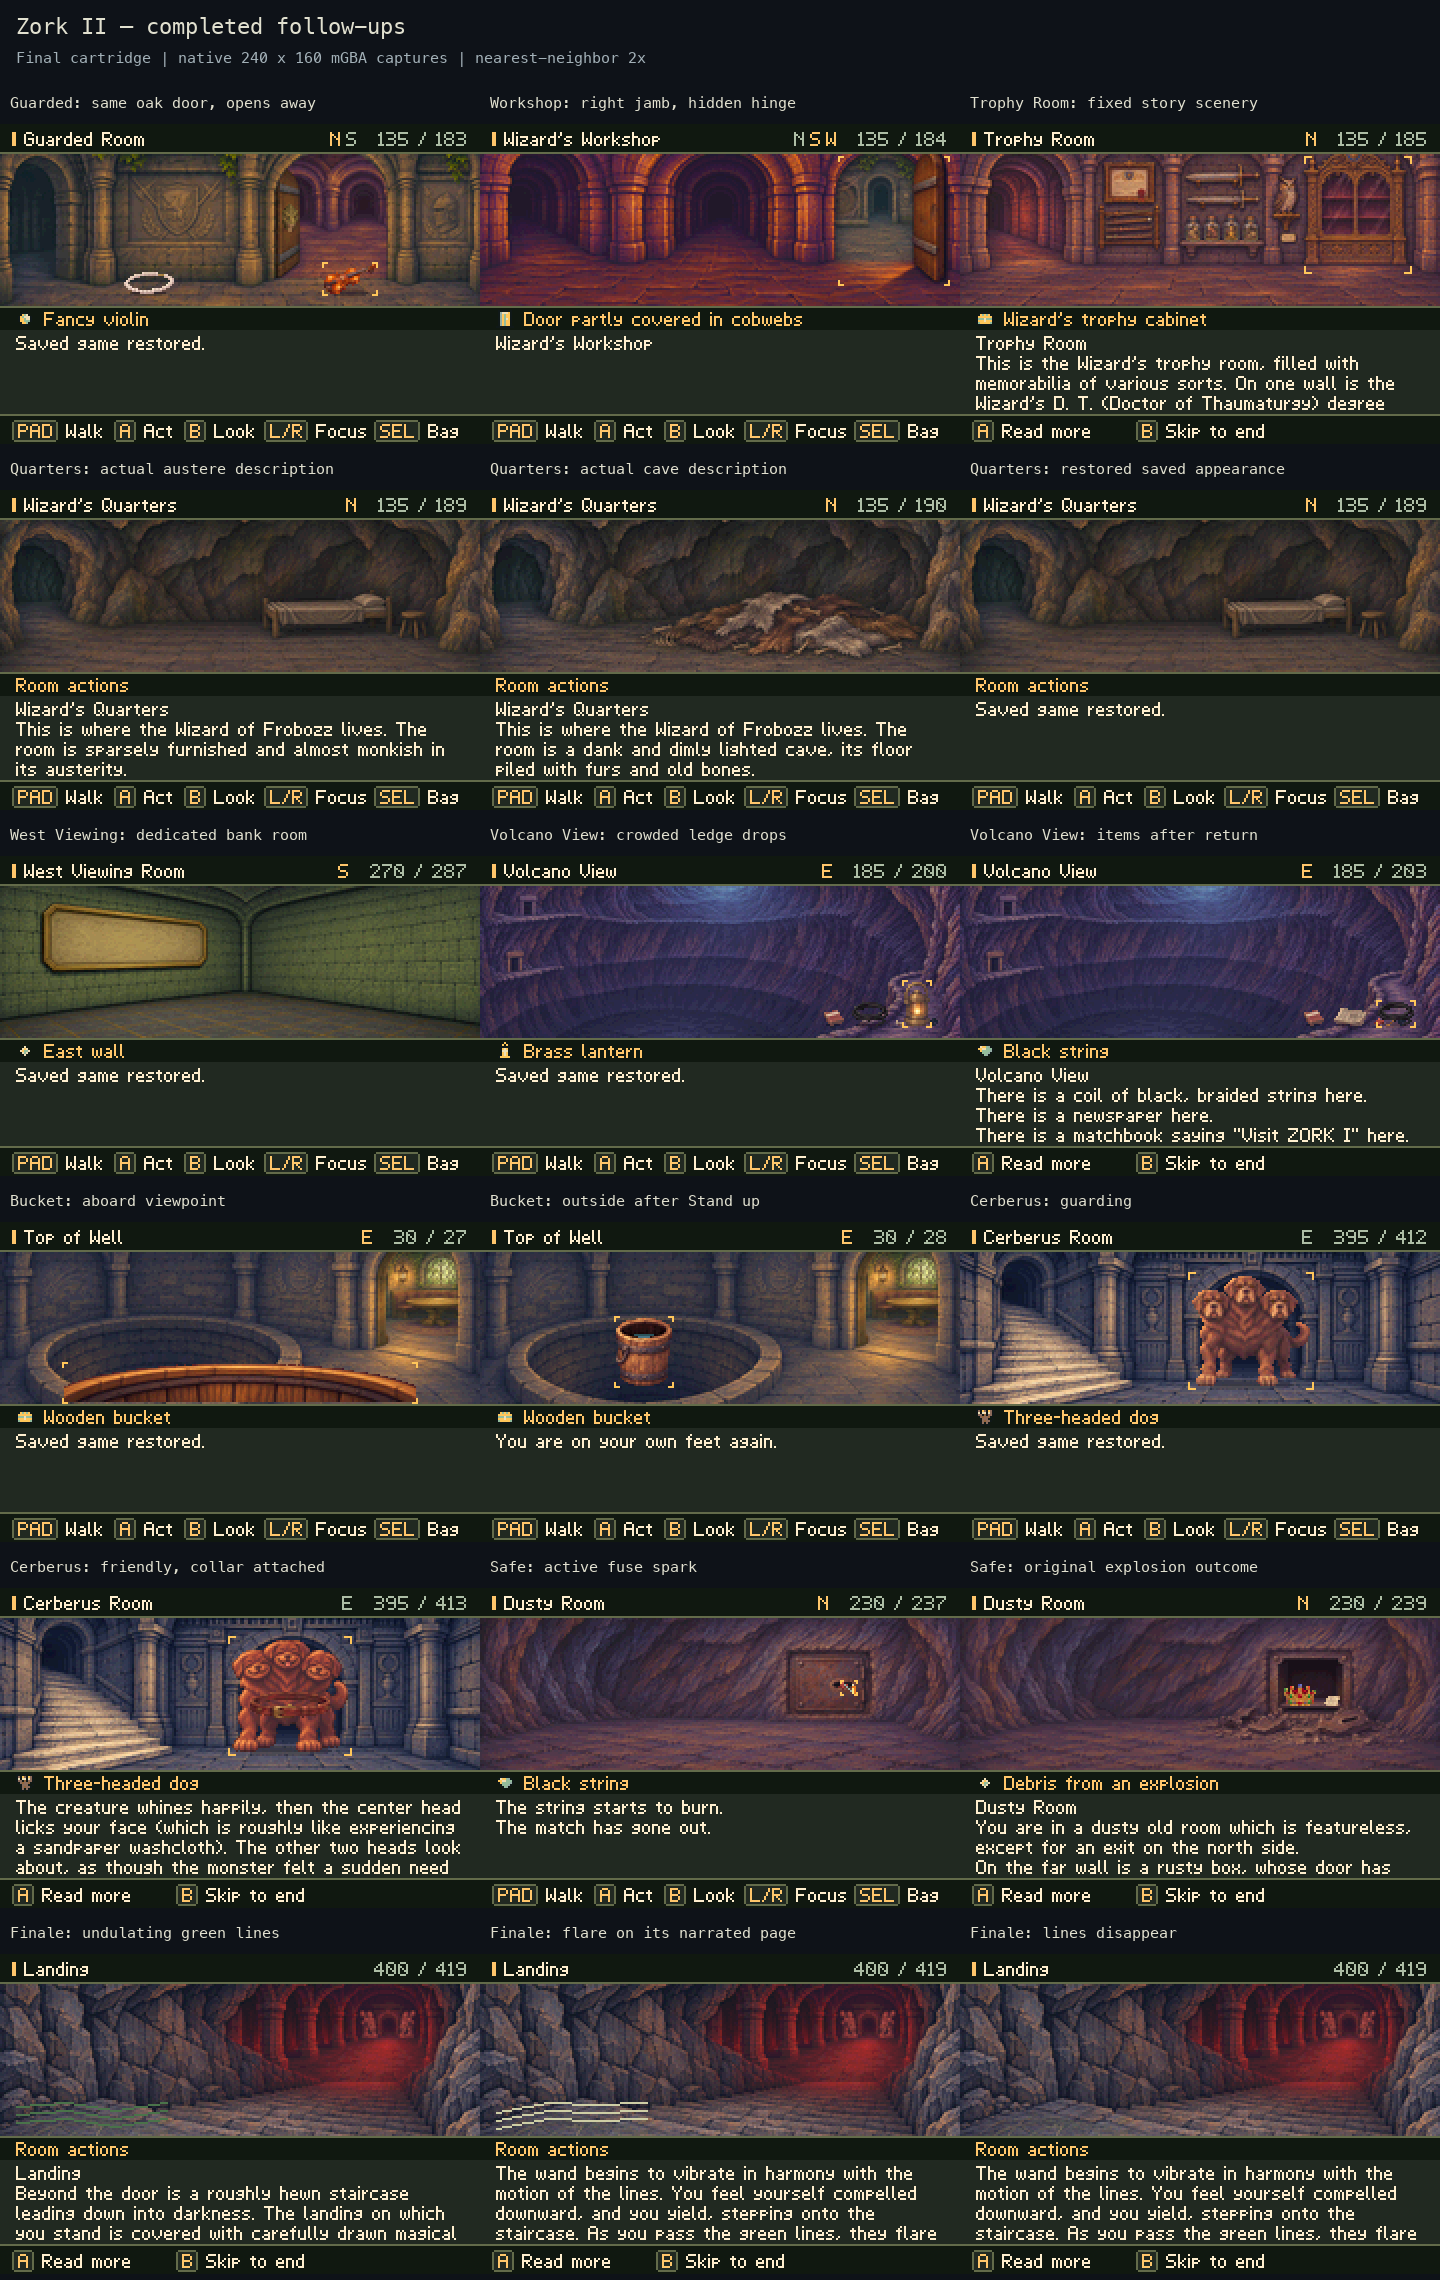 Zork II — completed follow-ups
Final cartridge | native 240 x 160 mGBA captures | nearest-neighbor 2x
Guarded: same oak door, opens away
Workshop: right jamb, hidden hinge
Trophy Room: fixed story scenery
Guarded Room N S 135 / 183
Wizard's Workshop N S W 135 / 184
Trophy Room N 135 / 185
Fancy violin
Saved game restored.
Door partly covered in cobwebs
Wizard's Workshop
Wizard's trophy cabinet
Trophy Room
This is the Wizard's trophy room, filled with
memorabilia of various sorts. On one wall is the
Wizard's D. T. (Doctor of Thaumaturgy) degree
PAD Walk A Act B Look L/R Focus SEL Bag
PAD Walk A Act B Look L/R Focus SEL Bag
A Read more B Skip to end
Quarters: actual austere description
Quarters: actual cave description
Quarters: restored saved appearance
Wizard's Quarters N 135 / 189
Wizard's Quarters N 135 / 190
Wizard's Quarters N 135 / 189
Room actions
Wizard's Quarters
This is where the Wizard of Frobozz lives. The
room is sparsely furnished and almost monkish in
its austerity.
Room actions
Wizard's Quarters
This is where the Wizard of Frobozz lives. The
room is a dank and dimly lighted cave, its floor
piled with furs and old bones.
Room actions
Saved game restored.
PAD Walk A Act B Look L/R Focus SEL Bag
PAD Walk A Act B Look L/R Focus SEL Bag
PAD Walk A Act B Look L/R Focus SEL Bag
West Viewing: dedicated bank room
Volcano View: crowded ledge drops
Volcano View: items after return
West Viewing Room S 270 / 287
Volcano View E 185 / 200
Volcano View E 185 / 203
East wall
Saved game restored.
Brass lantern
Saved game restored.
Black string
Volcano View
There is a coil of black, braided string here.
There is a newspaper here.
There is a matchbook saying "Visit ZORK I" here.
PAD Walk A Act B Look L/R Focus SEL Bag
PAD Walk A Act B Look L/R Focus SEL Bag
A Read more B Skip to end
Bucket: aboard viewpoint
Bucket: outside after Stand up
Cerberus: guarding
Top of Well E 30 / 27
Top of Well E 30 / 28
Cerberus Room E 395 / 412
Wooden bucket
Saved game restored.
Wooden bucket
You are on your own feet again.
Three-headed dog
Saved game restored.
PAD Walk A Act B Look L/R Focus SEL Bag
PAD Walk A Act B Look L/R Focus SEL Bag
PAD Walk A Act B Look L/R Focus SEL Bag
Cerberus: friendly, collar attached
Safe: active fuse spark
Safe: original explosion outcome
Cerberus Room E 395 / 413
Dusty Room N 230 / 237
Dusty Room N 230 / 239
Three-headed dog
The creature whines happily, then the center head
licks your face (which is roughly like experiencing
a sandpaper washcloth). The other two heads look
about, as though the monster felt a sudden need
Black string
The string starts to burn.
The match has gone out.
Debris from an explosion
Dusty Room
You are in a dusty old room which is featureless,
except for an exit on the north side.
On the far wall is a rusty box, whose door has
A Read more B Skip to end
PAD Walk A Act B Look L/R Focus SEL Bag
A Read more B Skip to end
Finale: undulating green lines
Finale: flare on its narrated page
Finale: lines disappear
Landing 400 / 419
Landing 400 / 419
Landing 400 / 419
Room actions
Landing
Beyond the door is a roughly hewn staircase
leading down into darkness. The landing on which
you stand is covered with carefully drawn magical
Room actions
The wand begins to vibrate in harmony with the
motion of the lines. You feel yourself compelled
downward, and you yield, stepping onto the
staircase. As you pass the green lines, they flare
Room actions
The wand begins to vibrate in harmony with the
motion of the lines. You feel yourself compelled
downward, and you yield, stepping onto the
staircase. As you pass the green lines, they flare
A Read more B Skip to end
A Read more B Skip to end
A Read more B Skip to end